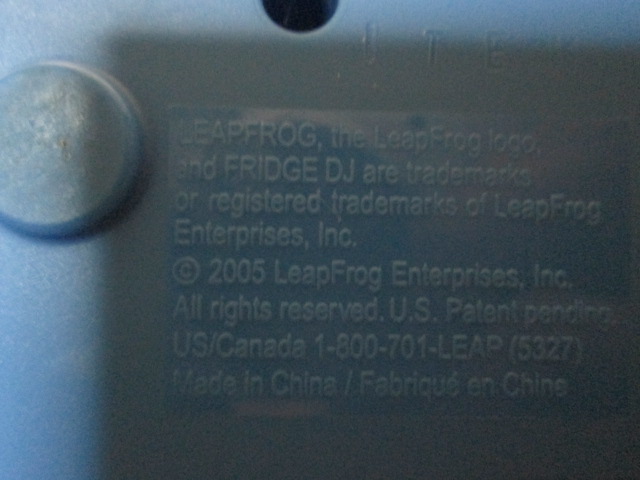 LEAPFROG, the LeapFrog logo,
and FRIDGE DJ are trademarks
or registered trademarks of LeapFrog
Enterprises, Inc.
© 2005 LeapFrog Enterprises, Inc.
All rights reserved. U.S. Patent pending.
US/Canada 1-800-701-LEAP (5327)
Made in China / Fabriqué en Chine